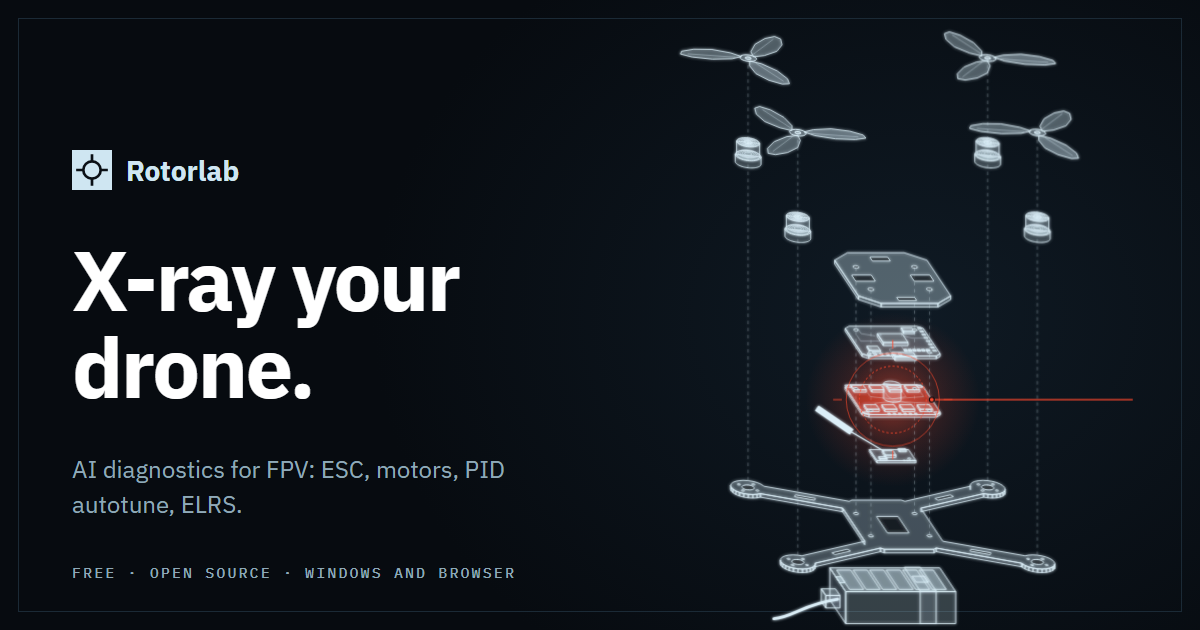 Rotorlab
X-ray your
drone.
AI diagnostics for FPV: ESC, motors, PID
autotune, ELRS.
FREE · OPEN SOURCE · WINDOWS AND BROWSER